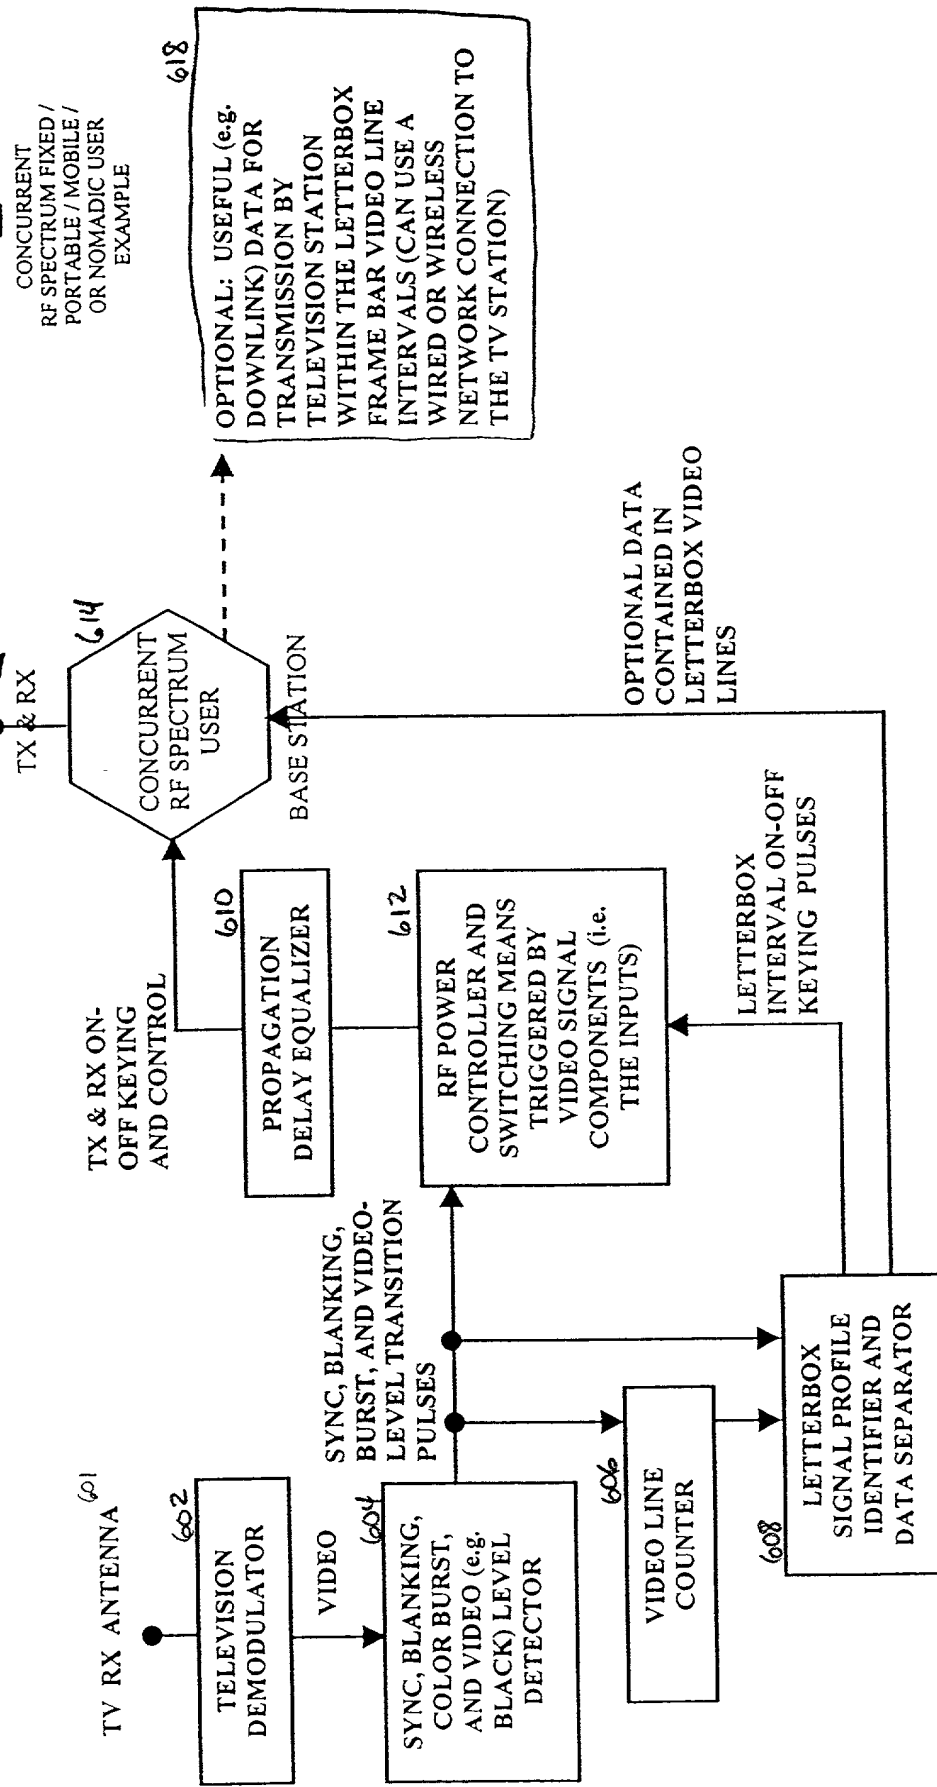 TV RX ANTENNA 601
602
TELEVISION
DEMODULATOR
VIDEO
604
SYNC, BLANKING,
COLOR BURST,
AND VIDEO (e.g.
BLACK) LEVEL
DETECTOR
SYNC, BLANKING,
BURST, AND VIDEO-
LEVEL TRANSITION
PULSES
606
VIDEO LINE
COUNTER
608
LETTERBOX
SIGNAL PROFILE
IDENTIFIER AND
DATA SEPARATOR
TX & RX ON-
OFF KEYING
AND CONTROL
610
PROPAGATION
DELAY EQUALIZER
612
RF POWER
CONTROLLER AND
SWITCHING MEANS
TRIGGERED BY
VIDEO SIGNAL
COMPONENTS (i.e.
THE INPUTS)
LETTERBOX
INTERVAL ON-OFF
KEYING PULSES
TX & RX
614
CONCURRENT
RF SPECTRUM
USER
BASE STATION
OPTIONAL DATA
CONTAINED IN
LETTERBOX VIDEO
LINES
CONCURRENT
RF SPECTRUM FIXED /
PORTABLE / MOBILE /
OR NOMADIC USER
EXAMPLE
618
OPTIONAL: USEFUL (e.g.
DOWNLINK) DATA FOR
TRANSMISSION BY
TELEVISION STATION
WITHIN THE LETTERBOX
FRAME BAR VIDEO LINE
INTERVALS (CAN USE A
WIRED OR WIRELESS
NETWORK CONNECTION TO
THE TV STATION)